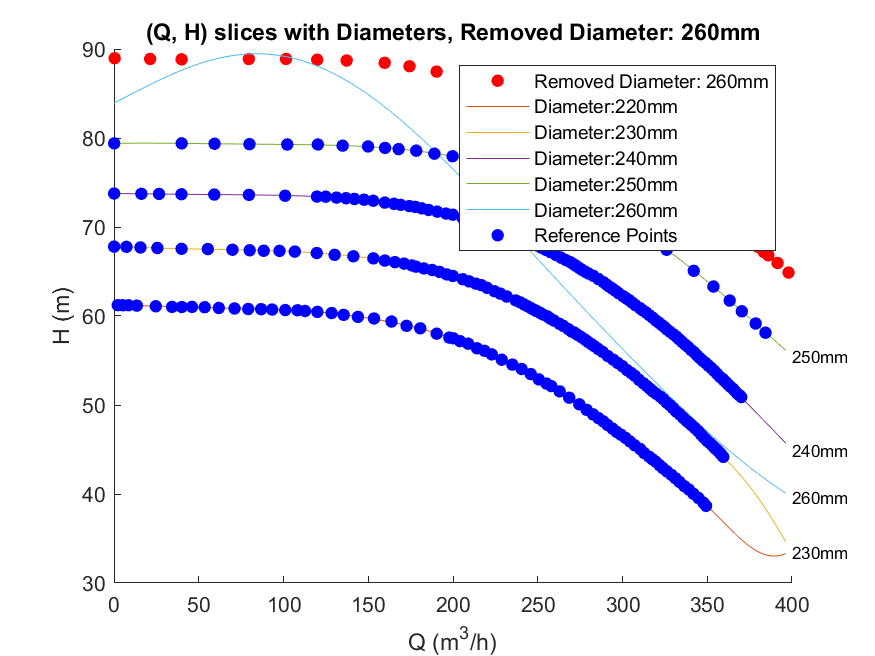 (Q, H) slices with Diameters, Removed Diameter: 260mm
90
80
70
60
50
40
30
H (m)
Removed Diameter: 260mm
Diameter:220mm
Diameter:230mm
Diameter:240mm
Diameter:250mm
Diameter:260mm
Reference Points
250mm
240mm
260mm
230mm
0 50 100 150 200 250 300 350 400
Q (m³/h)